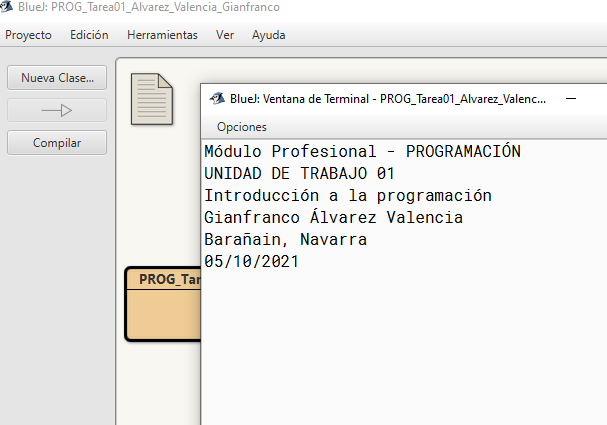 BlueJ: PROG_Tarea01_Alvarez_Valencia_Gianfranco
Proyecto Edición Herramientas Ver Ayuda
Nueva Clase...
Compilar
BlueJ: Ventana de Terminal - PROG_Tarea01_Alvarez_Valenc...
Opciones
Módulo Profesional - PROGRAMACIÓN
UNIDAD DE TRABAJO 01
Introducción a la programación
Gianfranco Álvarez Valencia
Barañain, Navarra
05/10/2021
PROG_Tar